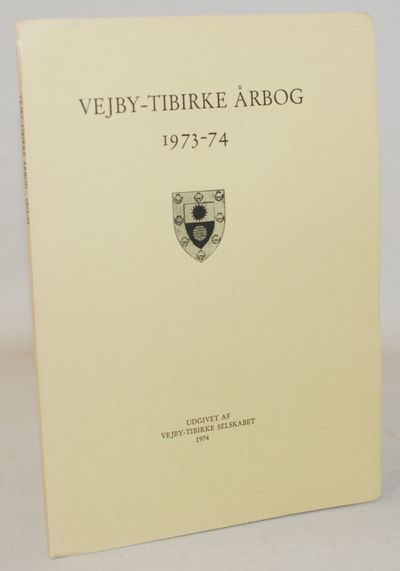 VEJBY-TIBIRKE ÅRBOG
1973-74
UDGIVET AF
VEJBY-TIBIRKE SELSKABET
1974